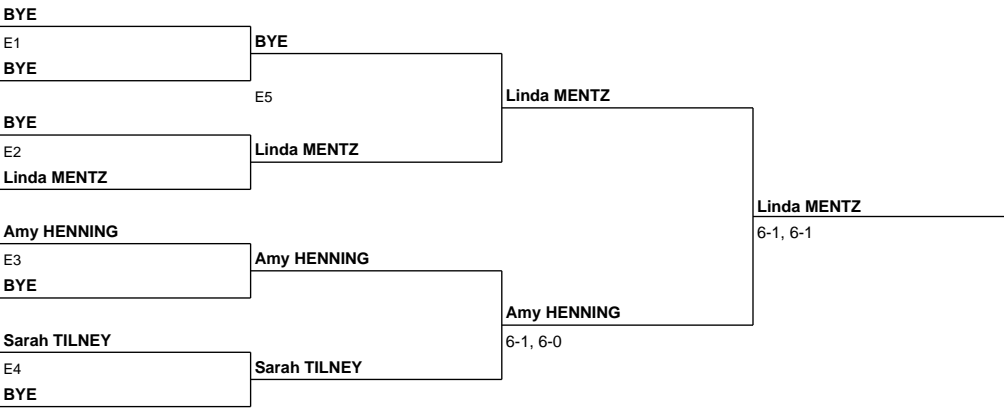 BYE
E1
BYE
BYE
E5
Linda MENTZ
BYE
E2
Linda MENTZ
Linda MENTZ
Linda MENTZ
6-1, 6-1
Amy HENNING
E3
Amy HENNING
BYE
Amy HENNING
6-1, 6-0
Sarah TILNEY
E4
Sarah TILNEY
BYE